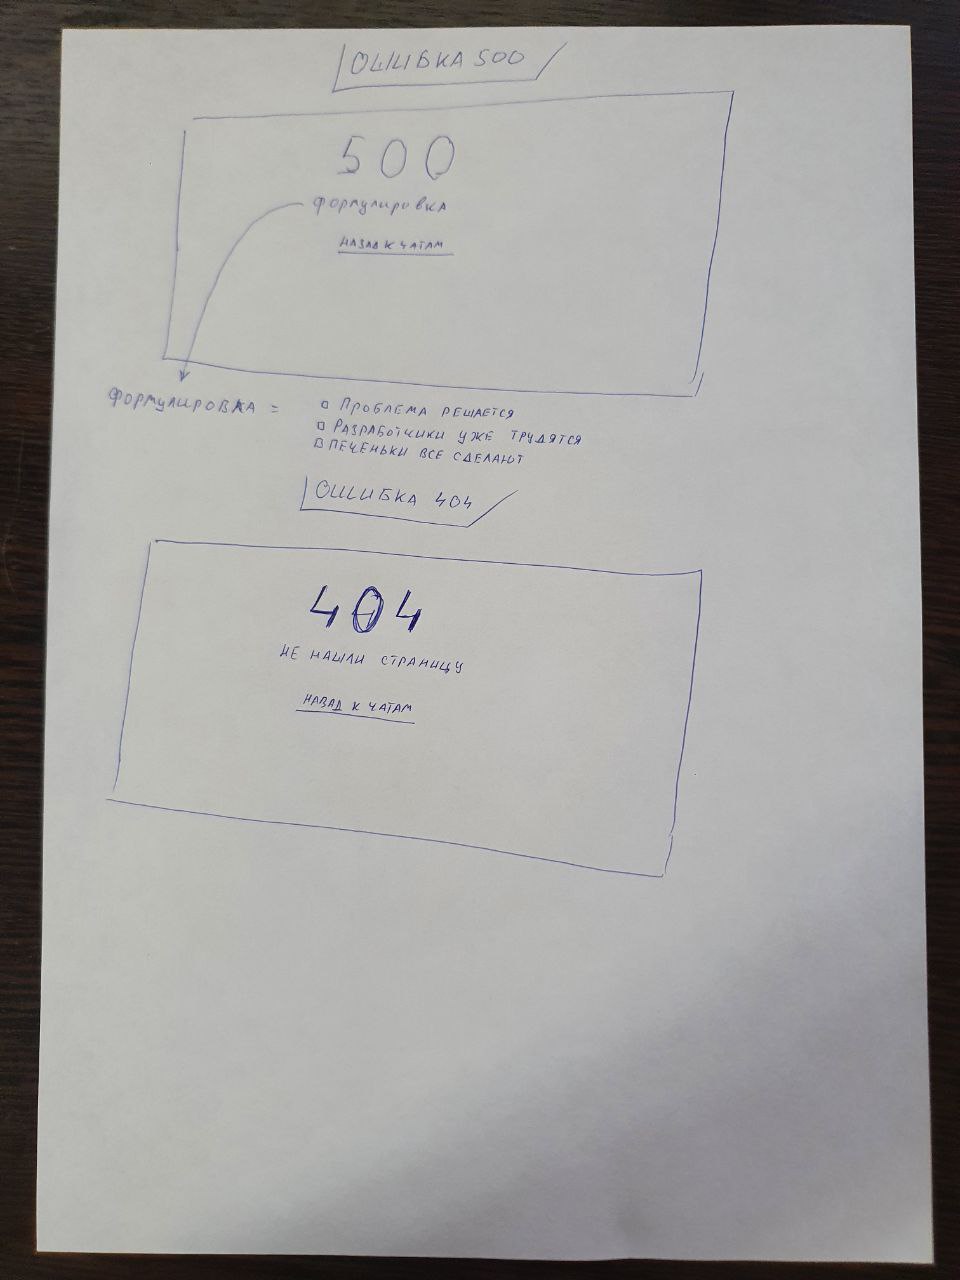 ОШИБКА 500
500
формулировка
НАЗАД К ЧАТАМ
ФОРМУЛИРОВКА =
ПРОБЛЕМА РЕШАЕТСЯ
РАЗРАБОТЧИКИ УЖЕ ТРУДЯТСЯ
ПЕЧЕНЬКИ ВСЕ СДЕЛАЮТ
ОШИБКА 404
404
НЕ НАШЛИ СТРАНИЦУ
НАЗАД К ЧАТАМ